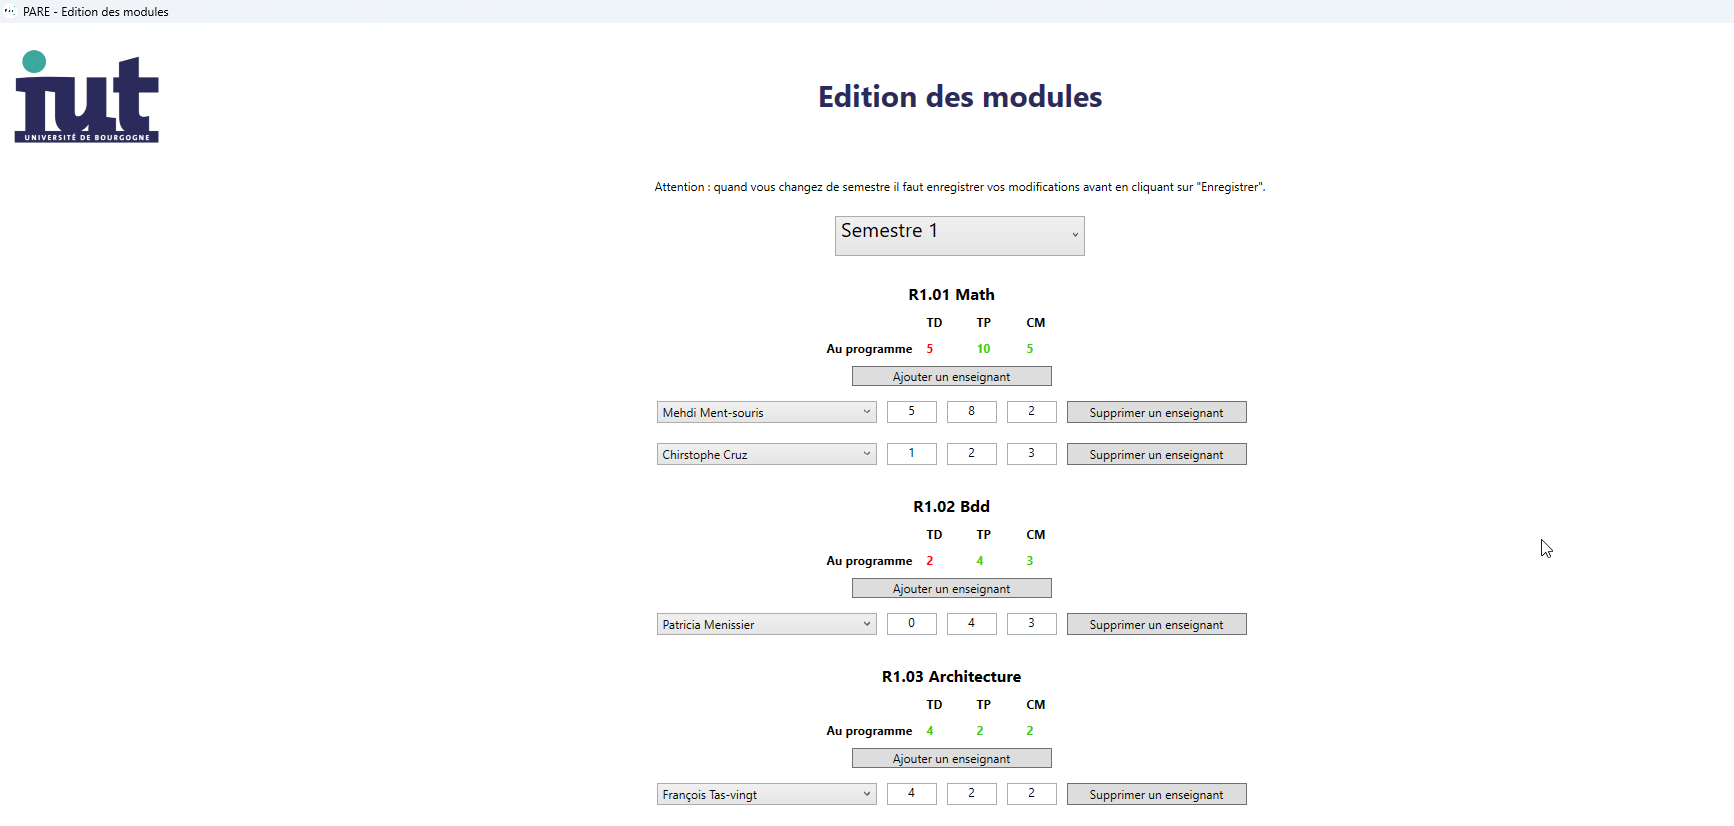 PARE - Edition des modules
iut
UNIVERSITÉ DE BOURGOGNE
Edition des modules
Attention : quand vous changez de semestre il faut enregistrer vos modifications avant en cliquant sur "Enregistrer".
Semestre 1
R1.01 Math
TD TP CM
Au programme 5 10 5
Ajouter un enseignant
Mehdi Ment-souris 5 8 2 Supprimer un enseignant
Chirstophe Cruz 1 2 3 Supprimer un enseignant
R1.02 Bdd
TD TP CM
Au programme 2 4 3
Ajouter un enseignant
Patricia Menissier 0 4 3 Supprimer un enseignant
R1.03 Architecture
TD TP CM
Au programme 4 2 2
Ajouter un enseignant
François Tas-vingt 4 2 2 Supprimer un enseignant